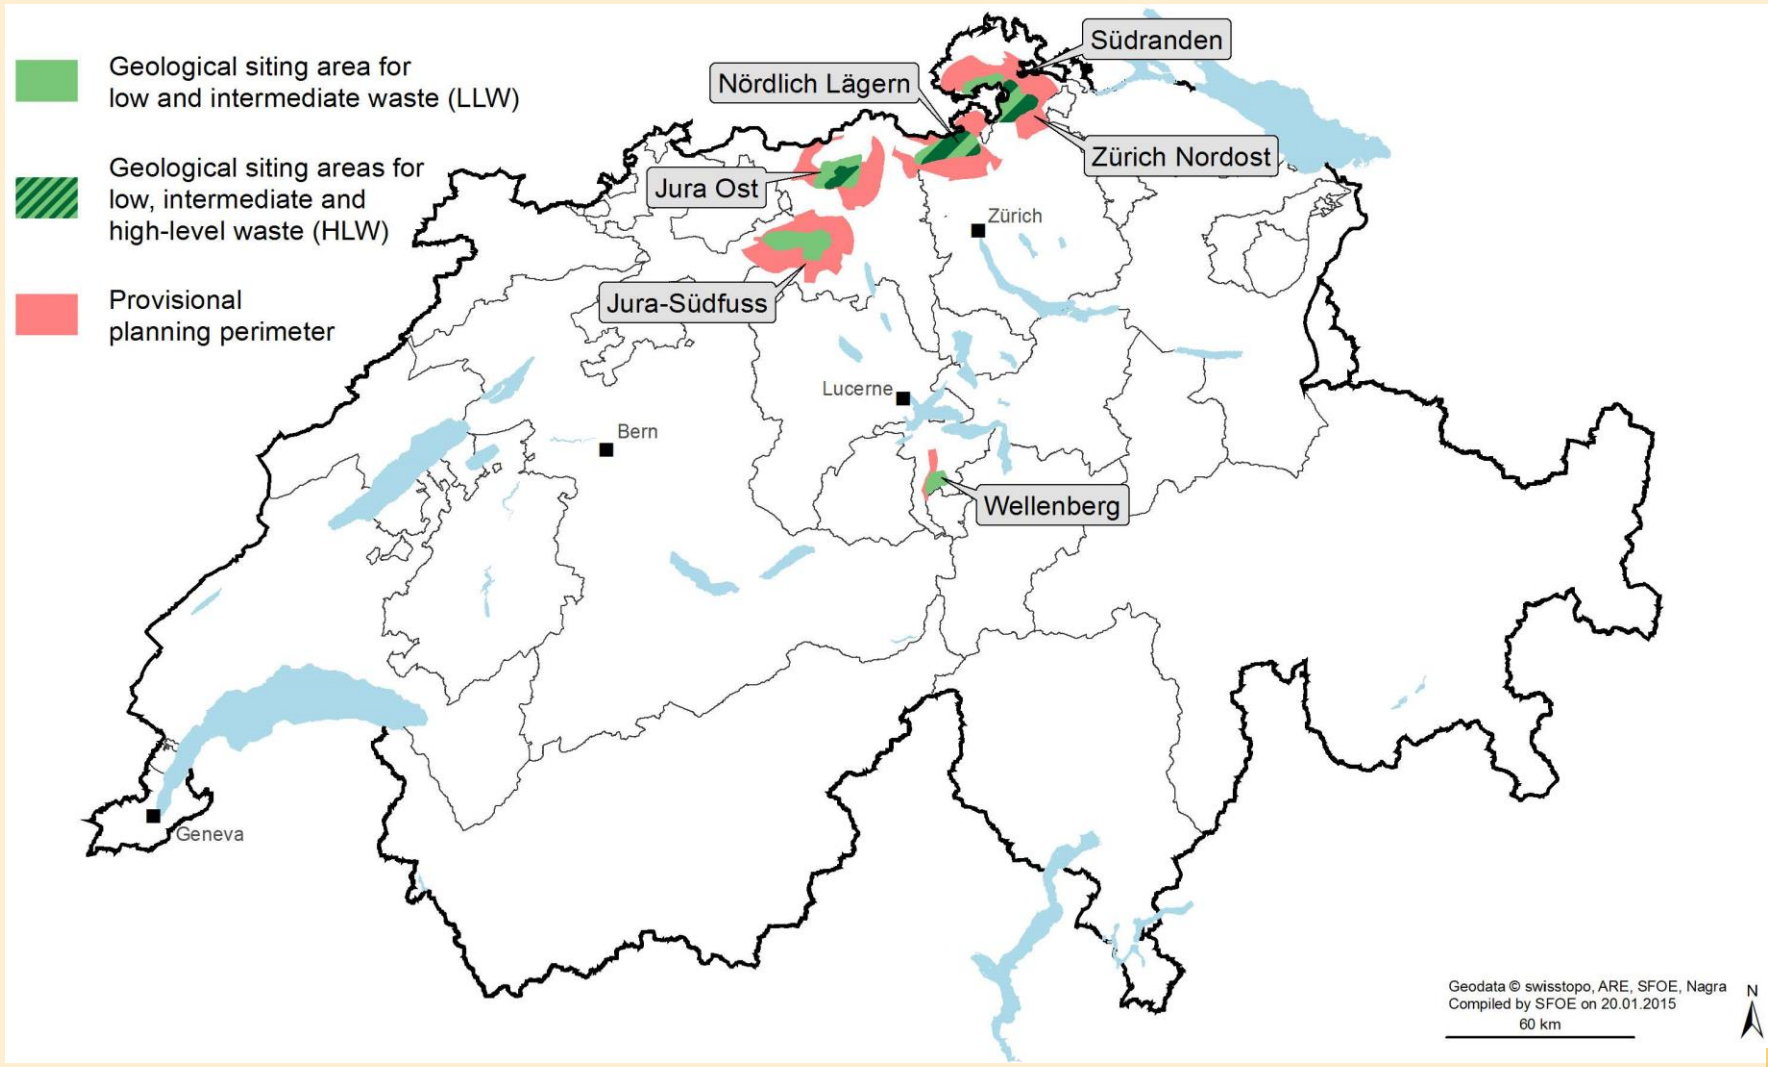 Geological siting area for
low and intermediate waste (LLW)
Geological siting areas for
low, intermediate and
high-level waste (HLW)
Provisional
planning perimeter
Südranden
Nördlich Lägern
Zürich Nordost
Jura Ost
Zürich
Jura-Südfuss
Lucerne
Bern
Wellenberg
Geneva
Geodata © swisstopo, ARE, SFOE, Nagra
Compiled by SFOE on 20.01.2015
60 km
N